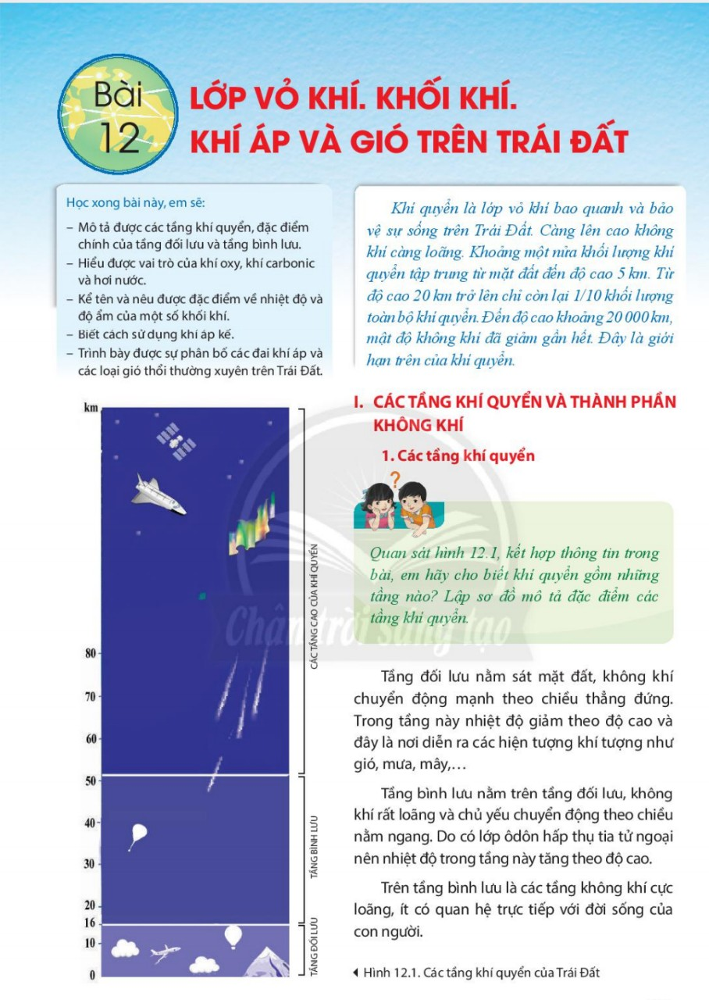 Bài
12
LỚP VỎ KHÍ. KHỐI KHÍ.
KHÍ ÁP VÀ GIÓ TRÊN TRÁI ĐẤT
Học xong bài này, em sẽ:
– Mô tả được các tầng khí quyển, đặc điểm
chính của tầng đối lưu và tầng bình lưu.
– Hiểu được vai trò của khí oxy, khí carbonic
và hơi nước.
– Kể tên và nêu được đặc điểm về nhiệt độ và
độ ẩm của một số khối khí.
– Biết cách sử dụng khí áp kế.
– Trình bày được sự phân bố các đai khí áp và
các loại gió thổi thường xuyên trên Trái Đất.
Khí quyển là lớp vỏ khí bao quanh và bảo
vệ sự sống trên Trái Đất. Càng lên cao không
khí càng loãng. Khoảng một nửa khối lượng khí
quyển tập trung từ mặt đất đến độ cao 5 km. Từ
độ cao 20 km trở lên chỉ còn lại 1/10 khối lượng
toàn bộ khí quyển. Đến độ cao khoảng 20 000 km,
mật độ không khí đã giảm gần hết. Đây là giới
hạn trên của khí quyển.
I. CÁC TẦNG KHÍ QUYỂN VÀ THÀNH PHẦN
KHÔNG KHÍ
1. Các tầng khí quyển
?
Quan sát hình 12.1, kết hợp thông tin trong
bài, em hãy cho biết khí quyển gồm những
tầng nào? Lập sơ đồ mô tả đặc điểm các
tầng khí quyển.
Tầng đối lưu nằm sát mặt đất, không khí
chuyển động mạnh theo chiều thẳng đứng.
Trong tầng này nhiệt độ giảm theo độ cao và
đây là nơi diễn ra các hiện tượng khí tượng như
gió, mưa, mây,…
Tầng bình lưu nằm trên tầng đối lưu, không
khí rất loãng và chủ yếu chuyển động theo chiều
nằm ngang. Do có lớp ôdôn hấp thụ tia tử ngoại
nên nhiệt độ trong tầng này tăng theo độ cao.
Trên tầng bình lưu là các tầng không khí cực
loãng, ít có quan hệ trực tiếp với đời sống của
con người.
km
80
70
60
50
40
30
20
16
10
0
CÁC TẦNG CAO CỦA KHÍ QUYỂN
TẦNG BÌNH LƯU
TẦNG ĐỐI LƯU
Chân trời sáng tạo
Hình 12.1. Các tầng khí quyển của Trái Đất